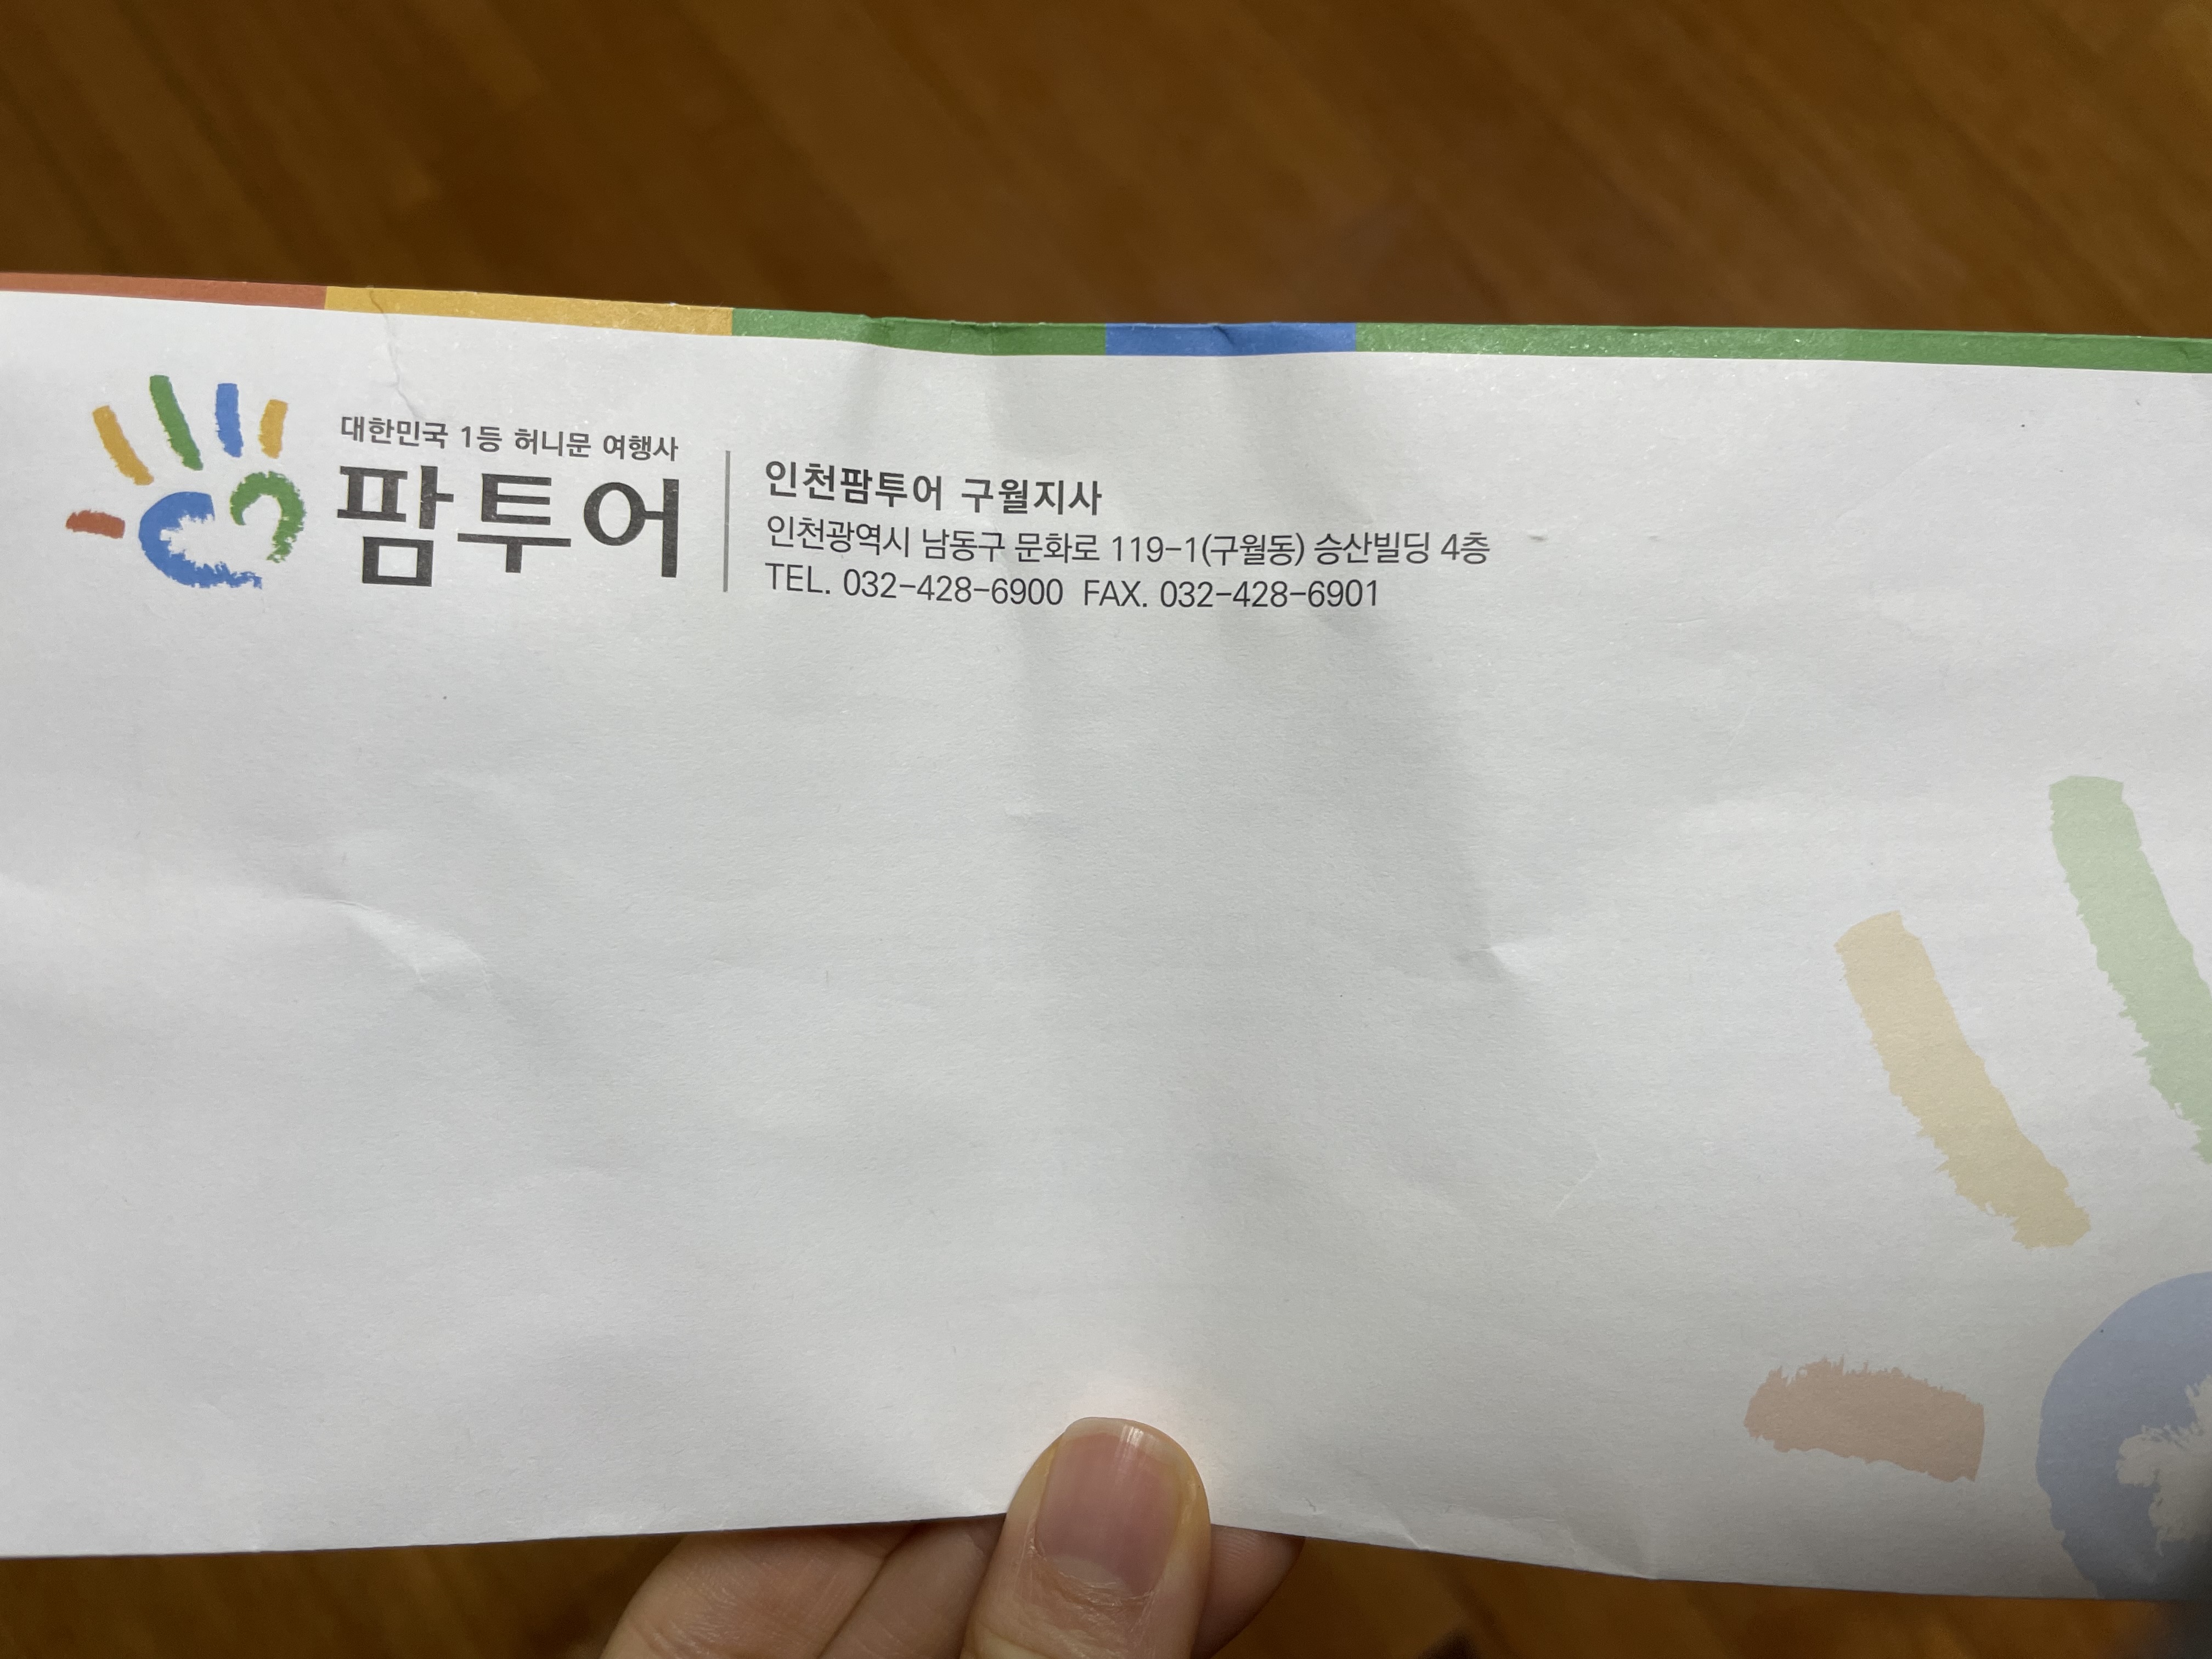 대한민국 1등 허니문 여행사
팜투어
인천팜투어 구월지사
인천광역시 남동구 문화로 119-1(구월동) 승산빌딩 4층
TEL. 032-428-6900 FAX. 032-428-6901